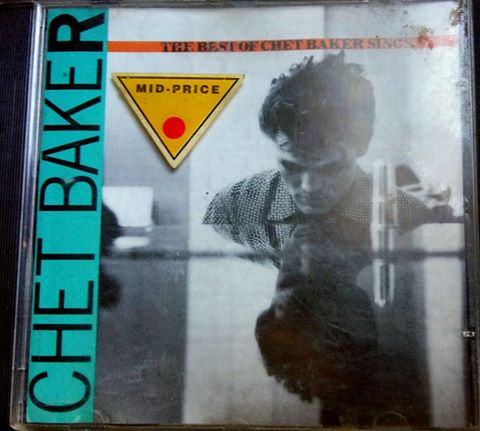 CHET BAKER
THE BEST OF CHET BAKER SINGS
MID-PRICE